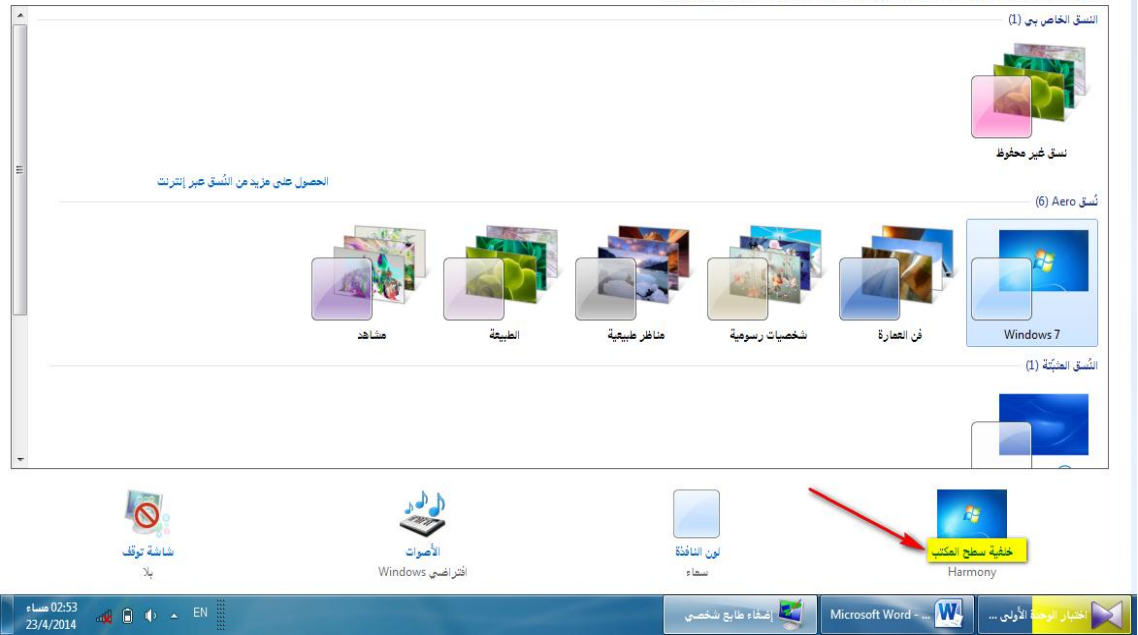 النسق الخاص بي (1)
نسق غير محفوظ
الحصول على مزيد من النُسق عبر إنترنت
نُسق Aero (6)
Windows 7
فن العمارة
شخصيات رسومية
مناظر طبيعية
الطبيعة
مشاهد
النُسق المثبّتة (1)
خلفية سطح المكتب
Harmony
لون النافذة
سماء
الأصوات
افتراضي Windows
شاشة توقف
بلا
اختبار الوحدة الأولى ...
Microsoft Word - ...
إضفاء طابع شخصي
EN
02:53 مساء
23/4/2014